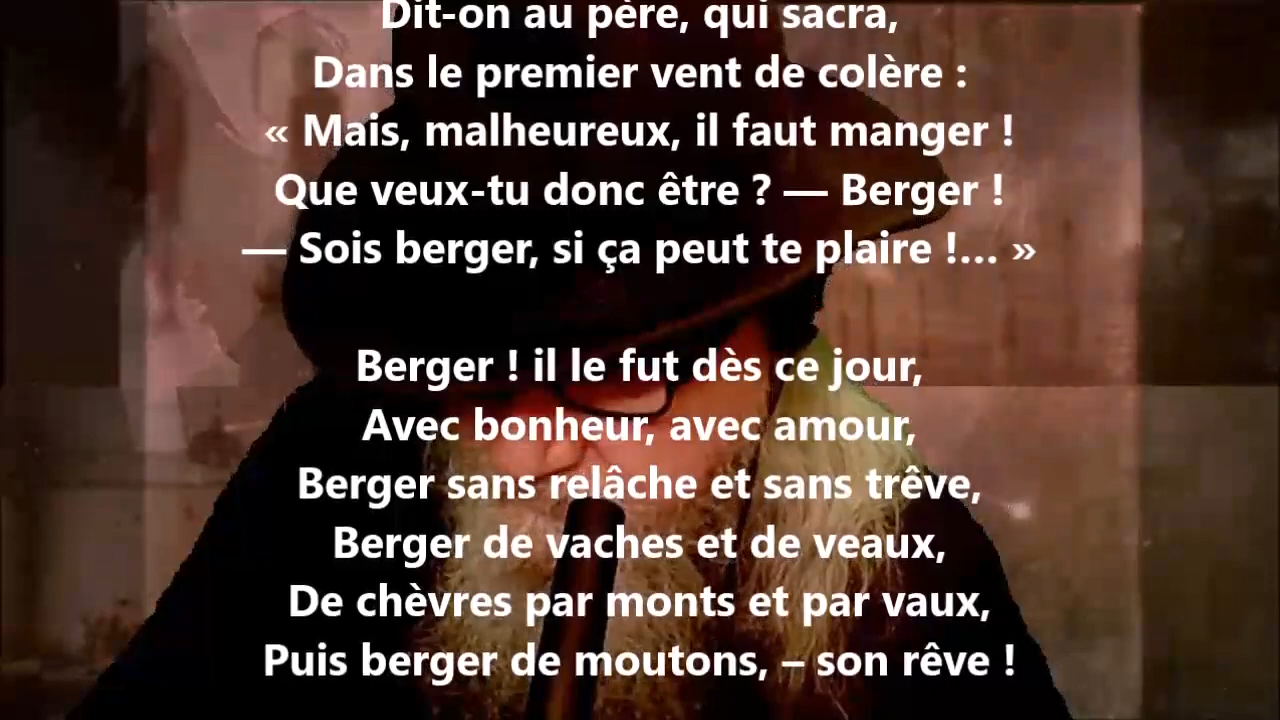 Dit-on au père, qui sacra,
Dans le premier vent de colère :
« Mais, malheureux, il faut manger !
Que veux-tu donc être ? — Berger !
— Sois berger, si ça peut te plaire !... »
Berger ! il le fut dès ce jour,
Avec bonheur, avec amour,
Berger sans relâche et sans trêve,
Berger de vaches et de veaux,
De chèvres par monts et par vaux,
Puis berger de moutons, – son rêve !